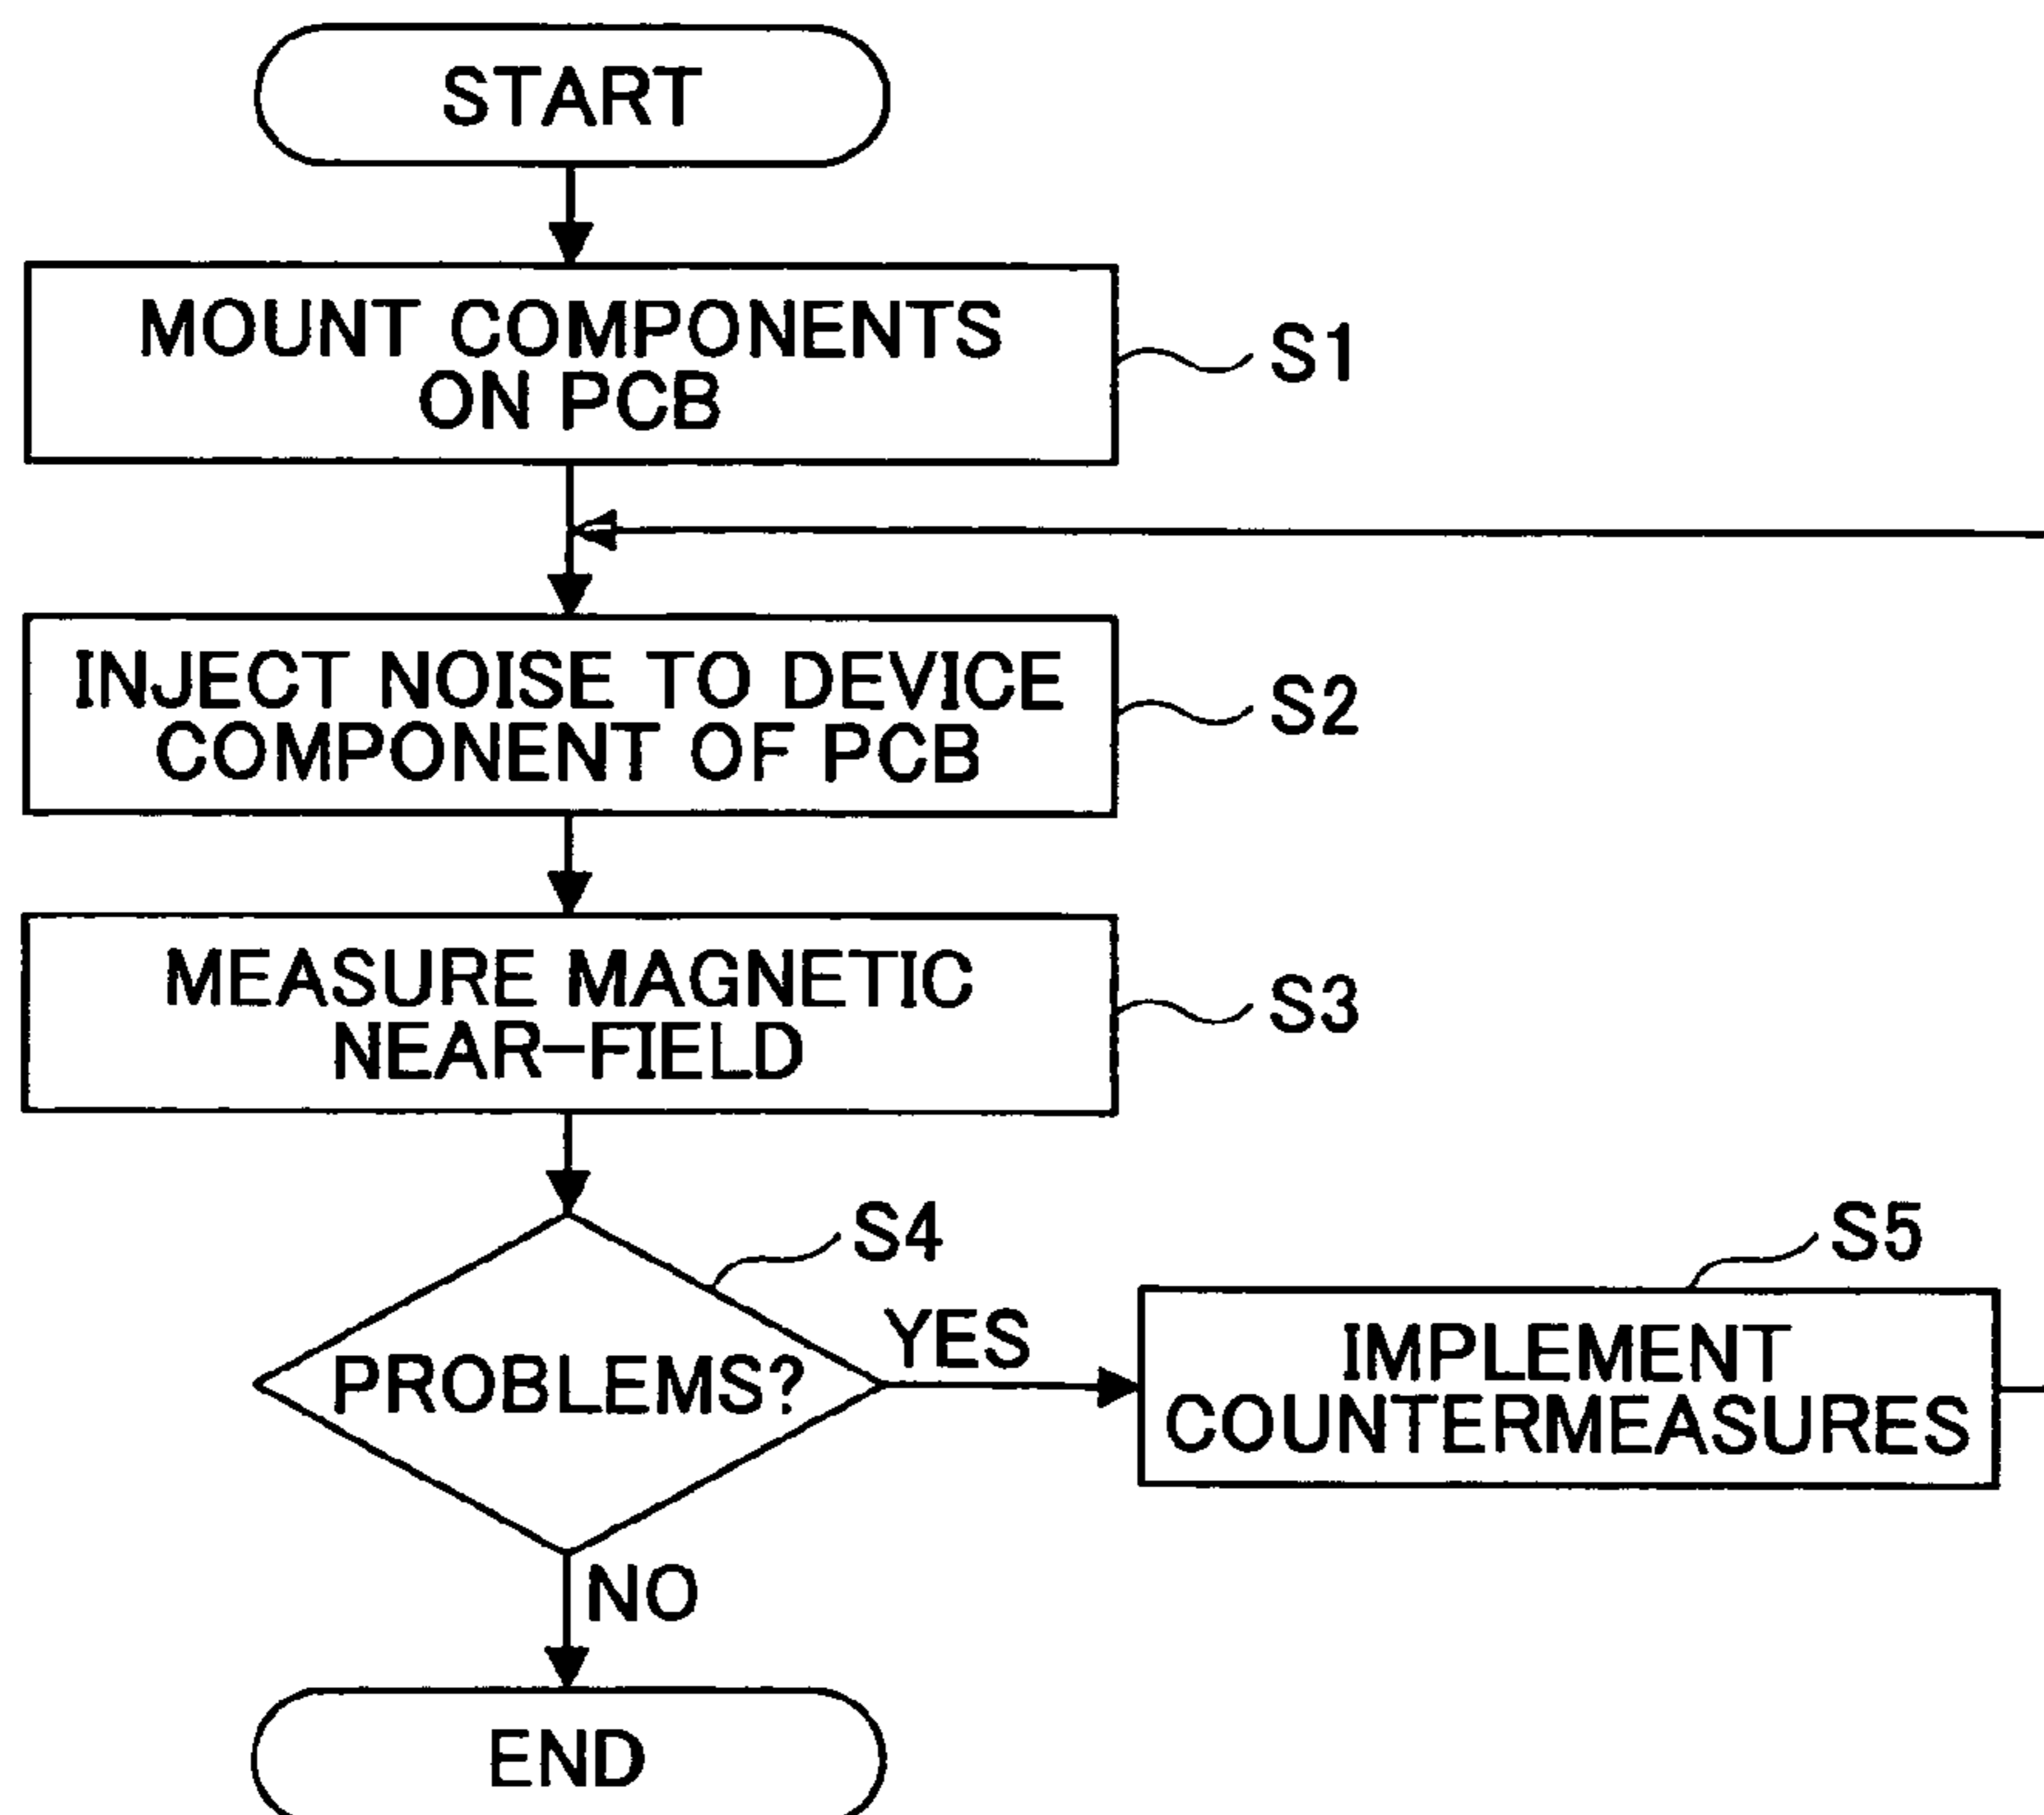 START
MOUNT COMPONENTS
ON PCB
S1
INJECT NOISE TO DEVICE
COMPONENT OF PCB
S2
MEASURE MAGNETIC
NEAR-FIELD
S3
S4
PROBLEMS?
YES
S5
IMPLEMENT
COUNTERMEASURES
NO
END